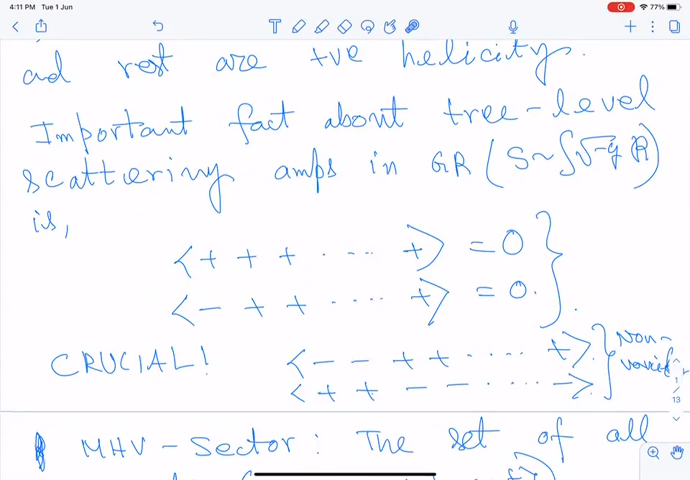 4:11 PM Tue 1 Jun
77%
and rest are +ve helicity.
Important fact about tree-level
scattering amps in GR (S ~ ∫√-g R)
is,
< + + + . ... +> = 0
< - + + .... +> = 0.
CRUCIAL!
< - - + + .... +>
Non-
< + + - - .... ->
1
13
MHV-Sector: The set of all